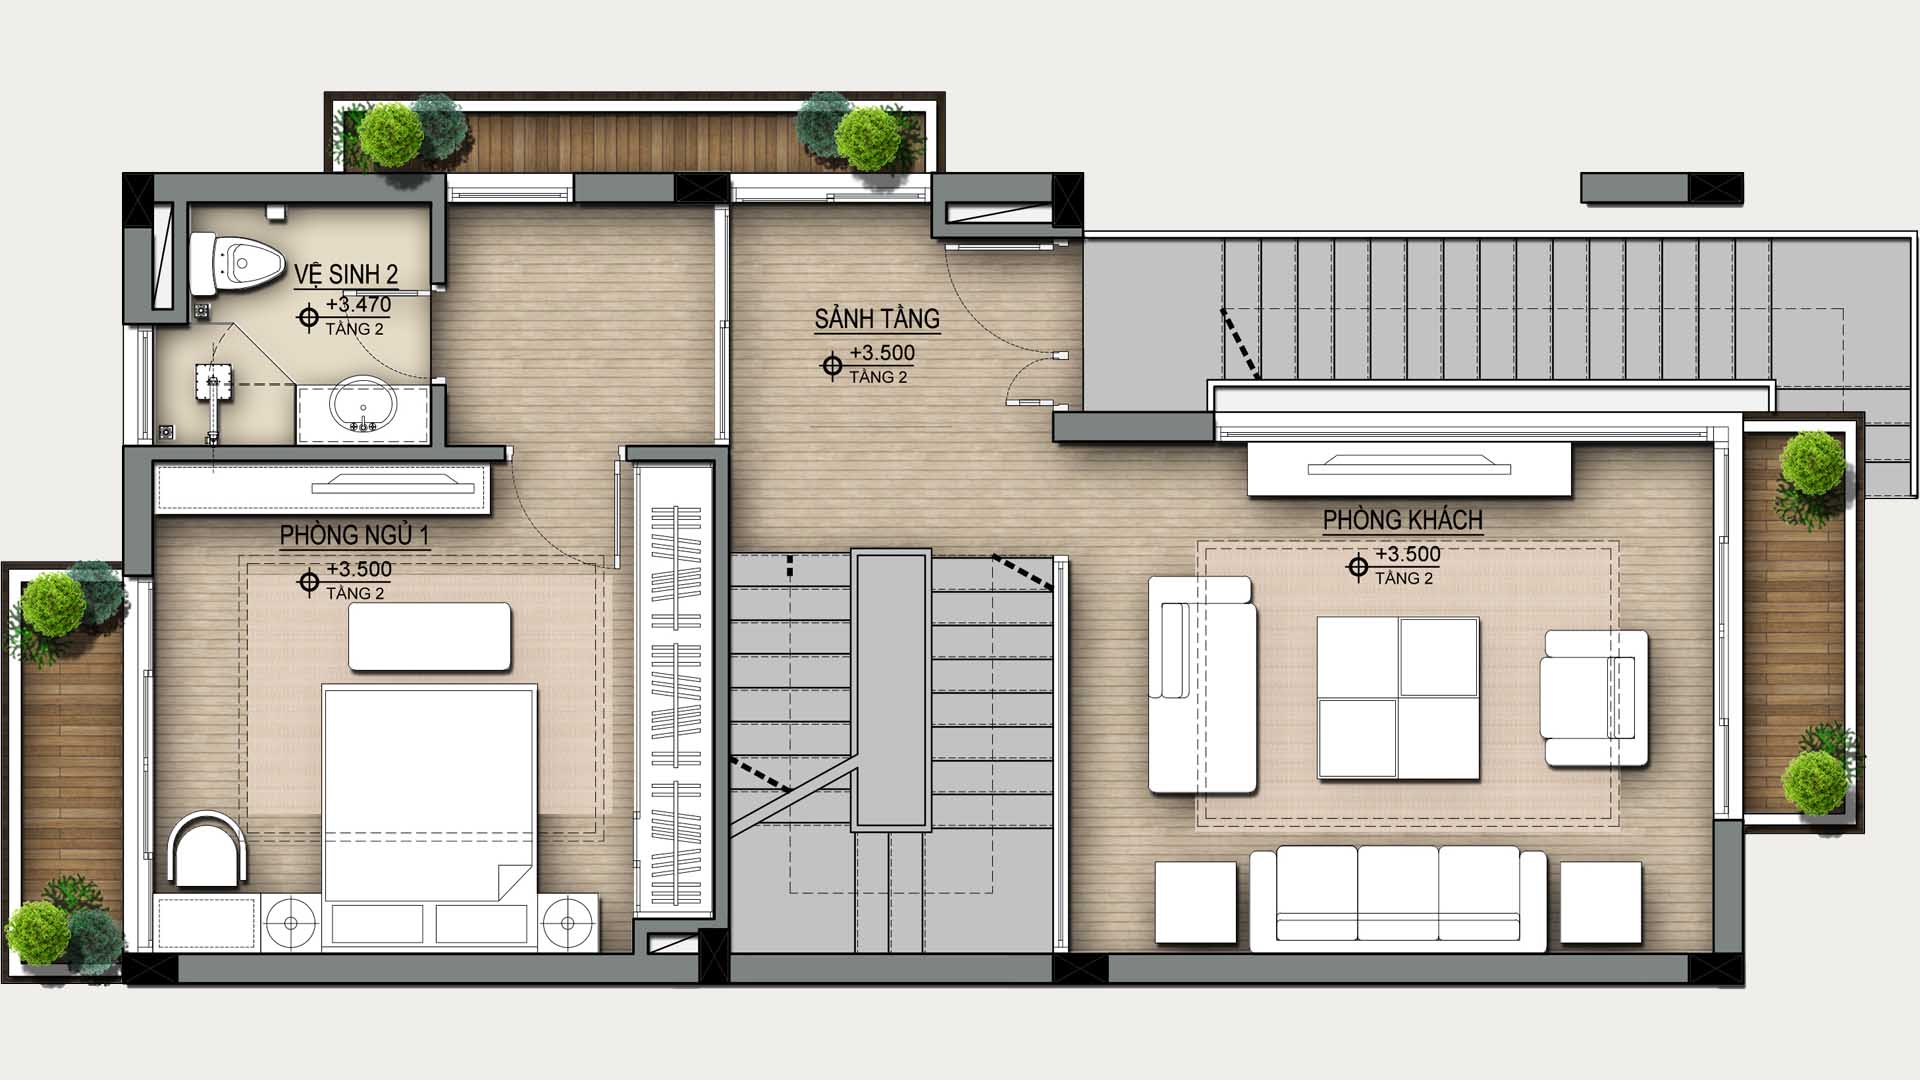 VỆ SINH 2
+3.470
TẦNG 2
SẢNH TẦNG
+3.500
TẦNG 2
PHÒNG NGỦ 1
+3.500
TẦNG 2
PHÒNG KHÁCH
+3.500
TẦNG 2